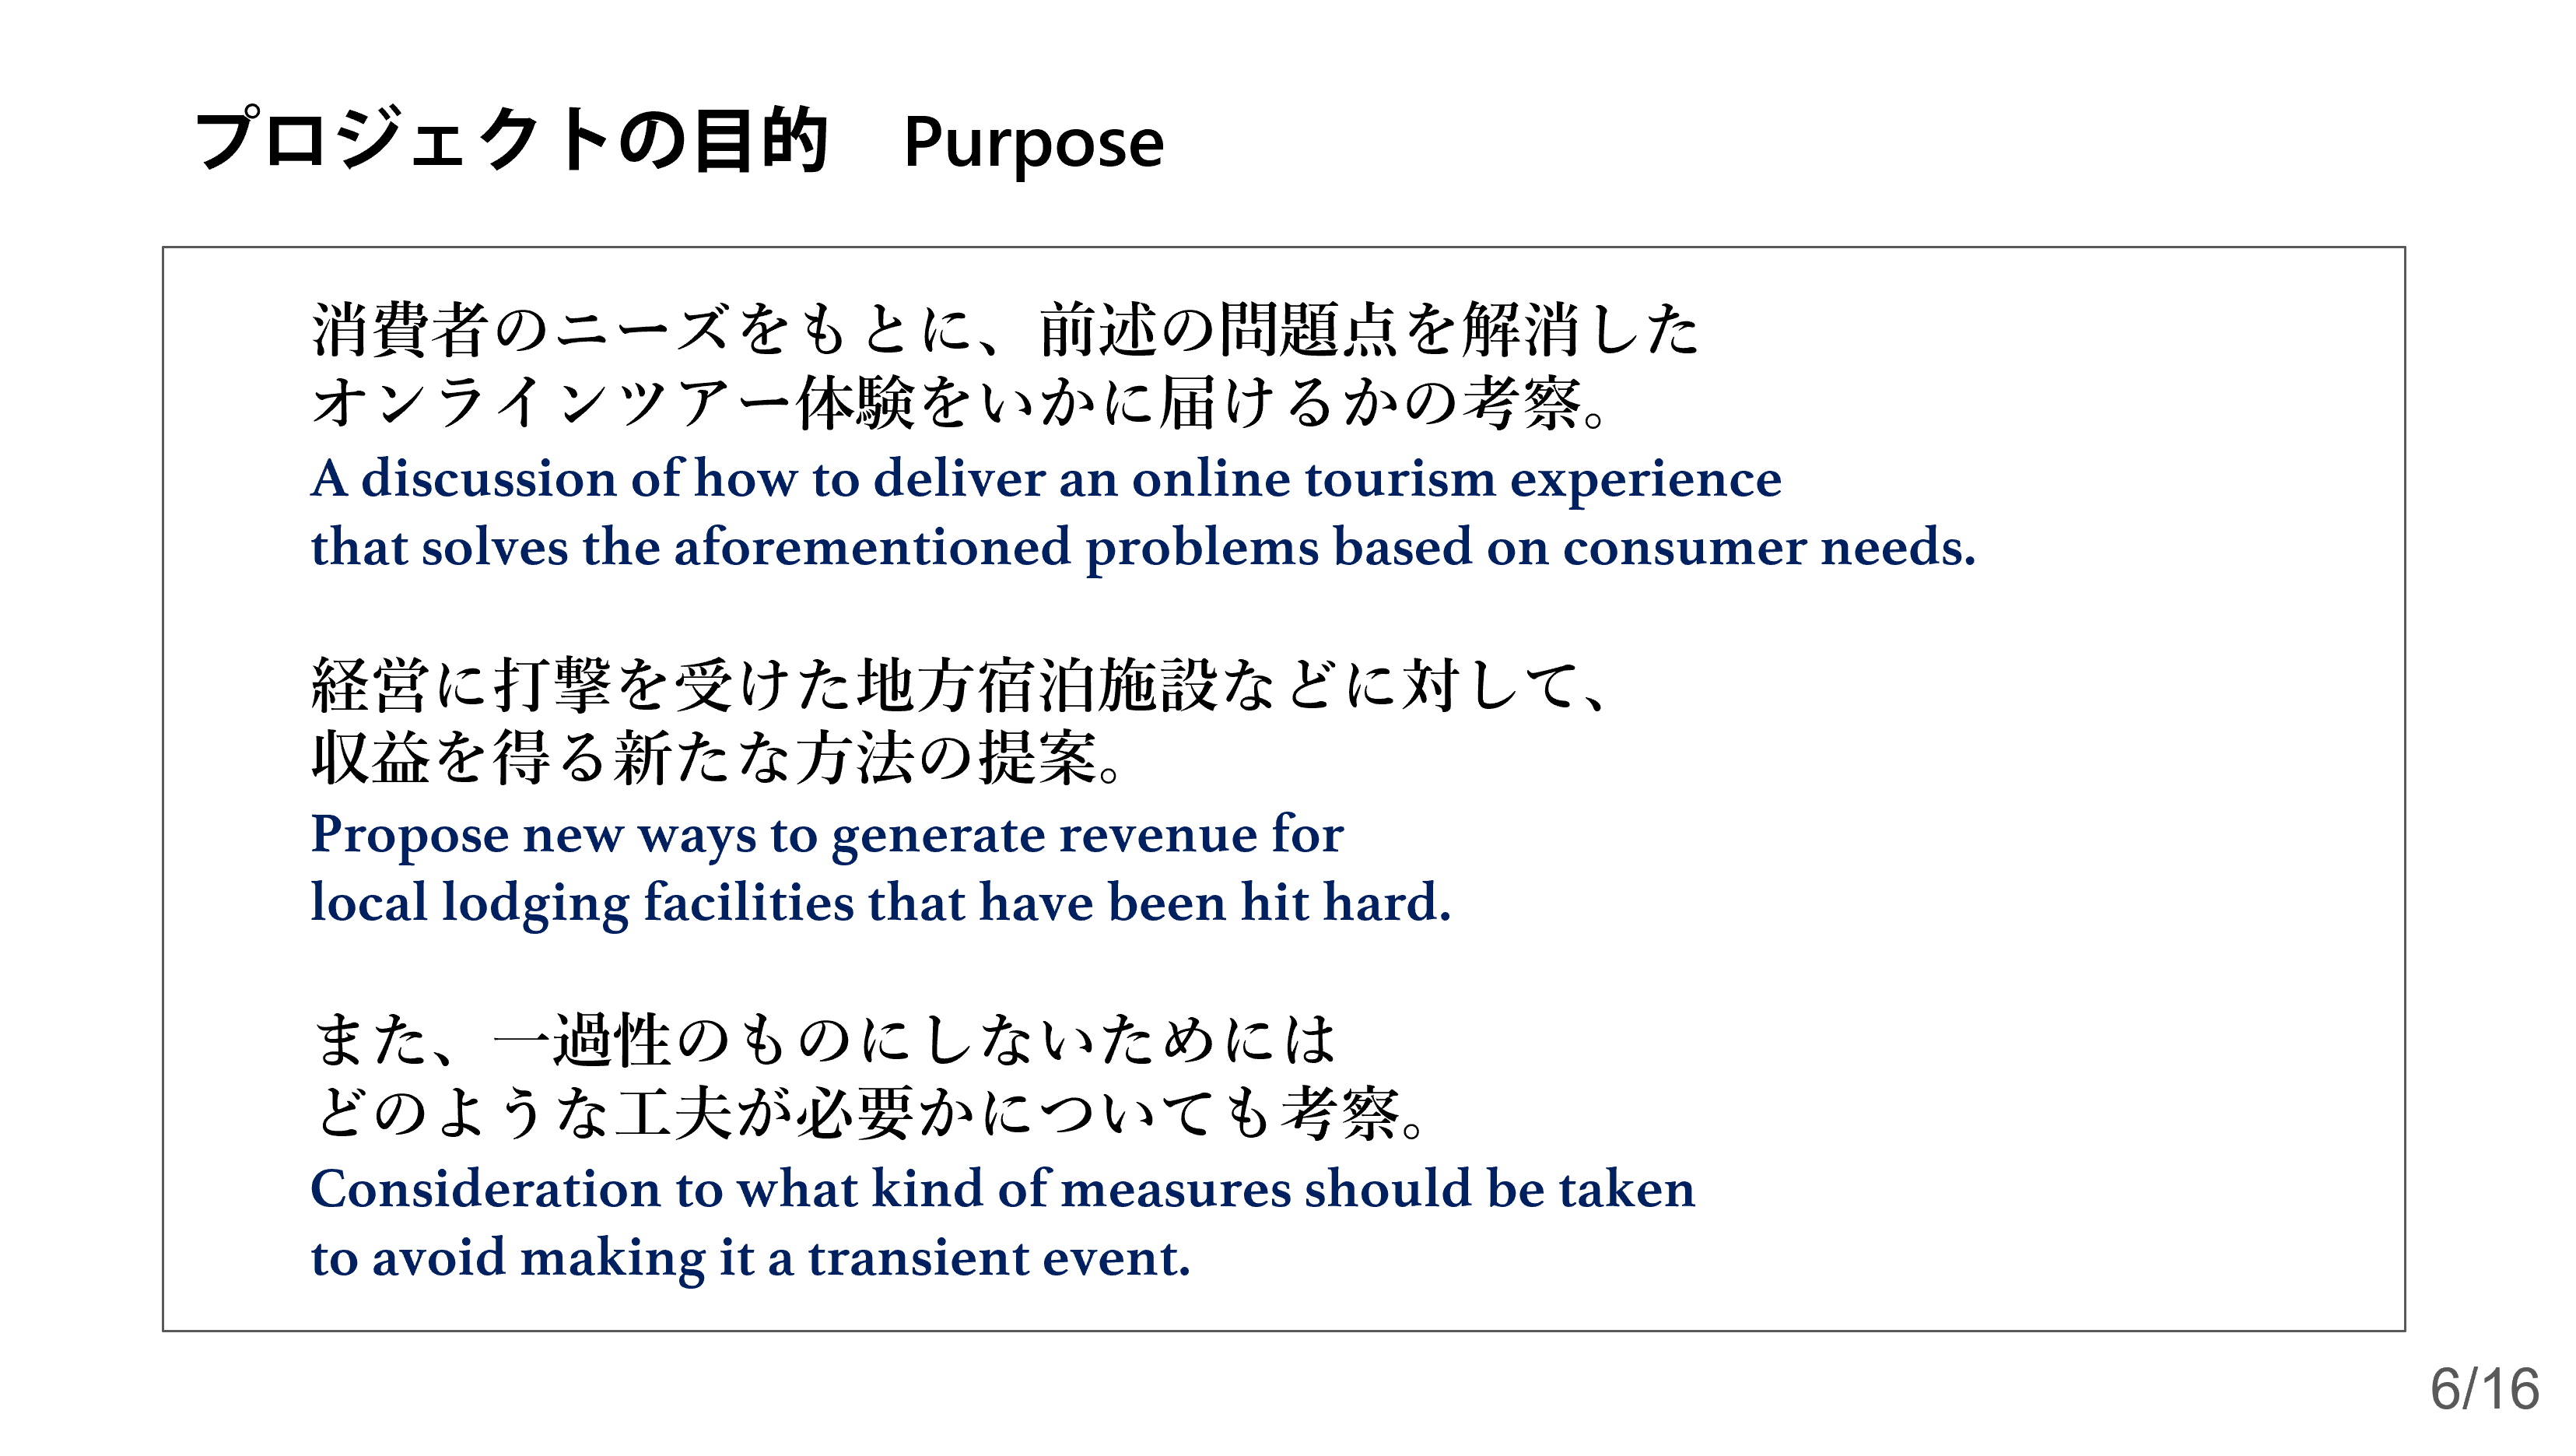 プロジェクトの目的　Purpose
消費者のニーズをもとに、前述の問題点を解消した
オンラインツアー体験をいかに届けるかの考察。
A discussion of how to deliver an online tourism experience
that solves the aforementioned problems based on consumer needs.
経営に打撃を受けた地方宿泊施設などに対して、
収益を得る新たな方法の提案。
Propose new ways to generate revenue for
local lodging facilities that have been hit hard.
また、一過性のものにしないためには
どのような工夫が必要かについても考察。
Consideration to what kind of measures should be taken
to avoid making it a transient event.
6/16